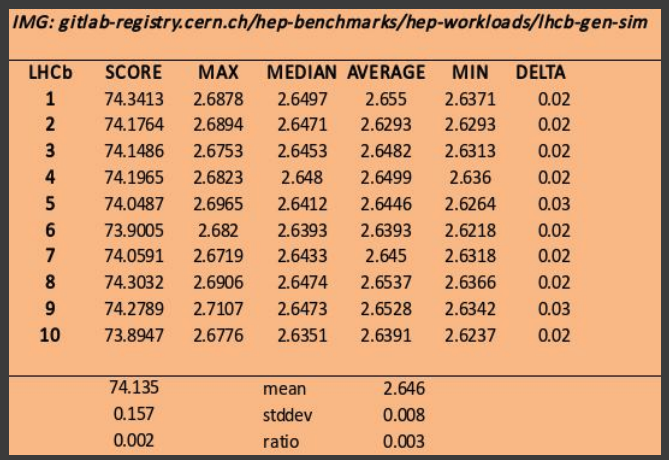 IMG: gitlab-registry.cern.ch/hep-benchmarks/hep-workloads/lhcb-gen-sim
LHCb SCORE MAX MEDIAN AVERAGE MIN DELTA
1 74.3413 2.6878 2.6497 2.655 2.6371 0.02
2 74.1764 2.6894 2.6471 2.6293 2.6293 0.02
3 74.1486 2.6753 2.6453 2.6482 2.6313 0.02
4 74.1965 2.6823 2.648 2.6499 2.636 0.02
5 74.0487 2.6965 2.6412 2.6446 2.6264 0.03
6 73.9005 2.682 2.6393 2.6393 2.6218 0.02
7 74.0591 2.6719 2.6433 2.645 2.6318 0.02
8 74.3032 2.6906 2.6474 2.6537 2.6366 0.02
9 74.2789 2.7107 2.6473 2.6528 2.6342 0.03
10 73.8947 2.6776 2.6351 2.6391 2.6237 0.02
74.135 mean 2.646
0.157 stddev 0.008
0.002 ratio 0.003